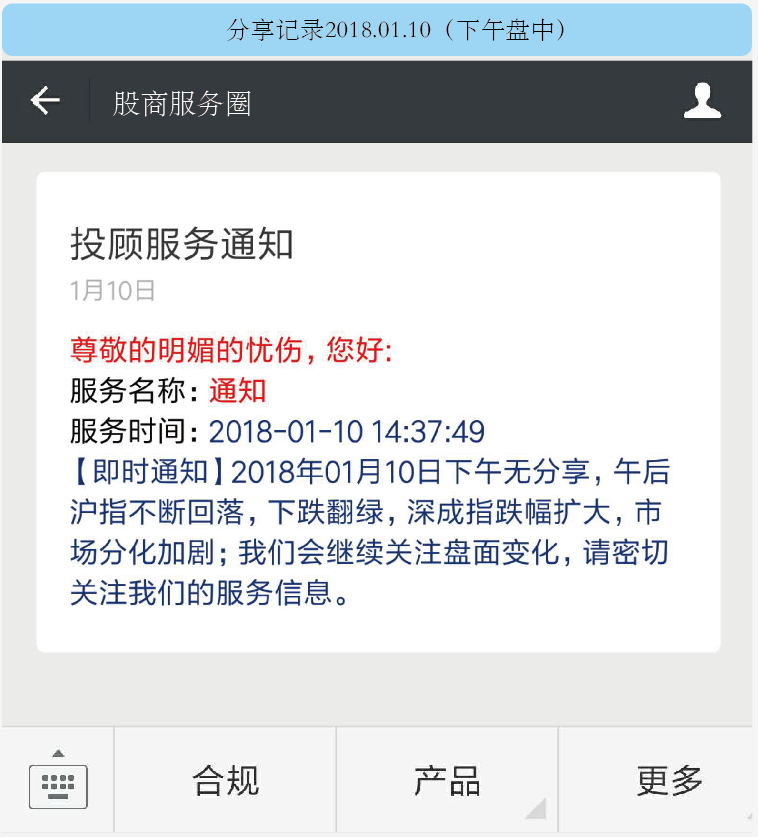 分享记录2018.01.10（下午盘中）
股商服务圈
投顾服务通知
1月10日
尊敬的明媚的忧伤，您好：
服务名称：通知
服务时间：2018-01-10 14:37:49
【即时通知】2018年01月10日下午无分享，午后
沪指不断回落，下跌翻绿，深成指跌幅扩大，市
场分化加剧；我们会继续关注盘面变化，请密切
关注我们的服务信息。
合规
产品
更多